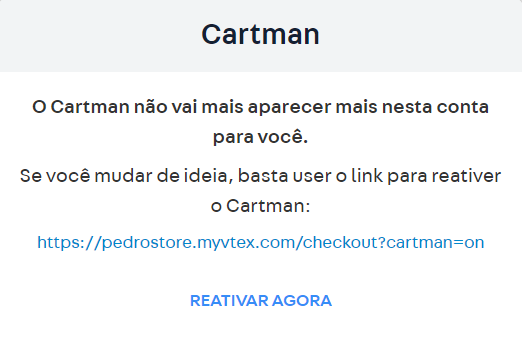 Cartman
O Cartman não vai mais aparecer mais nesta conta
para você.
Se você mudar de ideia, basta user o link para reativer
o Cartman:
https://pedrostore.myvtex.com/checkout?cartman=on
REATIVAR AGORA